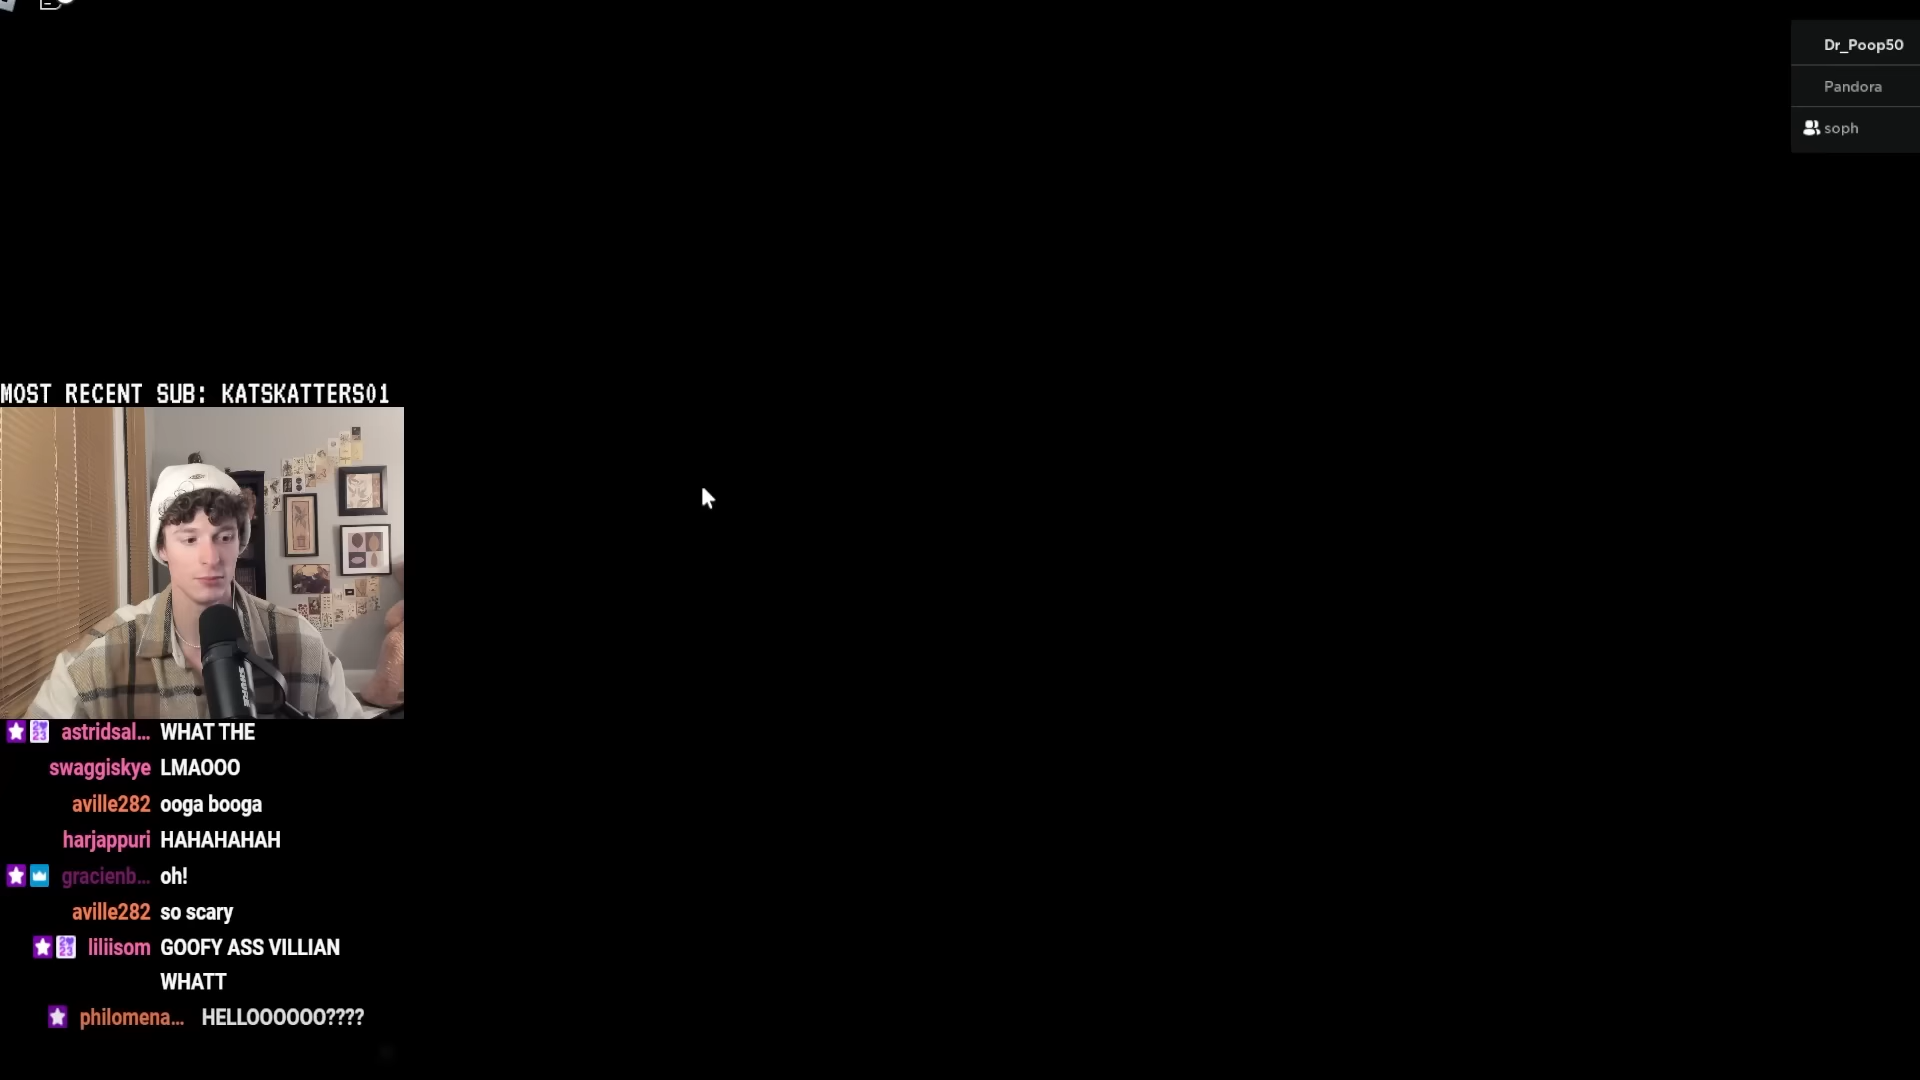 Dr_Poop50
Pandora
soph
MOST RECENT SUB: KATSKATTERS01
SHURE
astridsal... WHAT THE
swaggiskye LMAOOO
aville282 ooga booga
harjappuri HAHAHAHAH
gracienb... oh!
aville282 so scary
liliisom GOOFY ASS VILLIAN
WHATT
philomena... HELLOOOOOO????